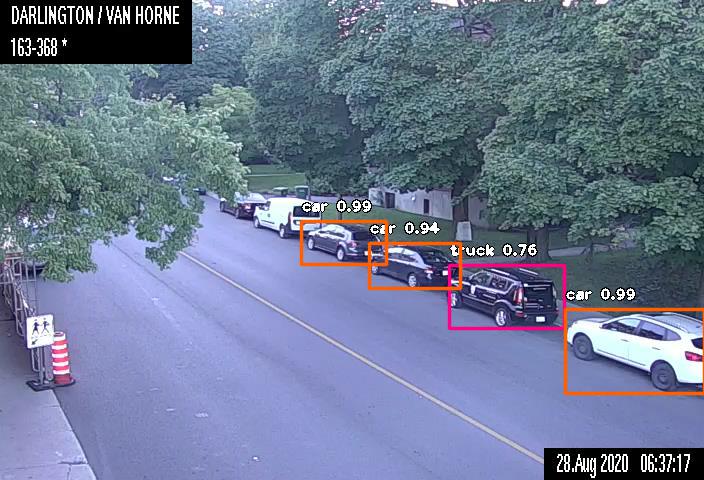 DARLINGTON / VAN HORNE
163-368 *
car 0.99
car 0.94
truck 0.76
car 0.99
28.Aug 2020 06:37:17